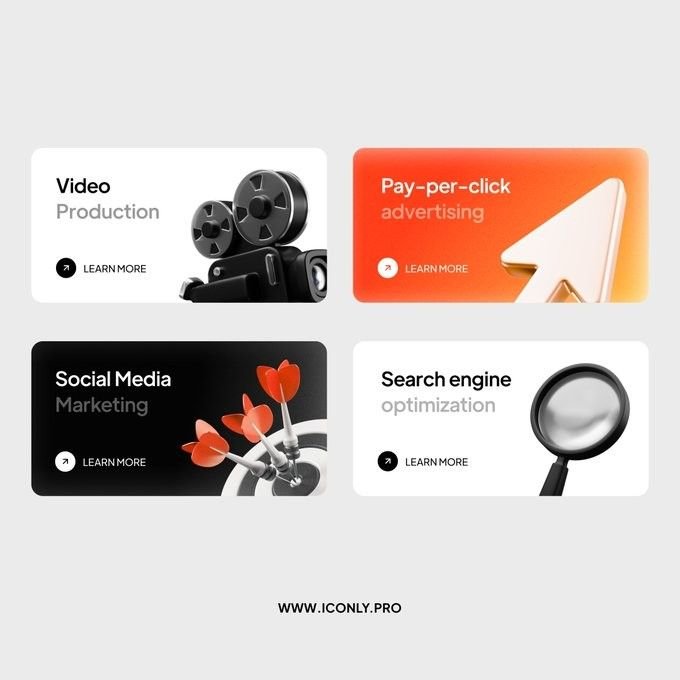 Video
Production
LEARN MORE
Pay-per-click
advertising
LEARN MORE
Social Media
Marketing
LEARN MORE
Search engine
optimization
LEARN MORE
WWW.ICONLY.PRO